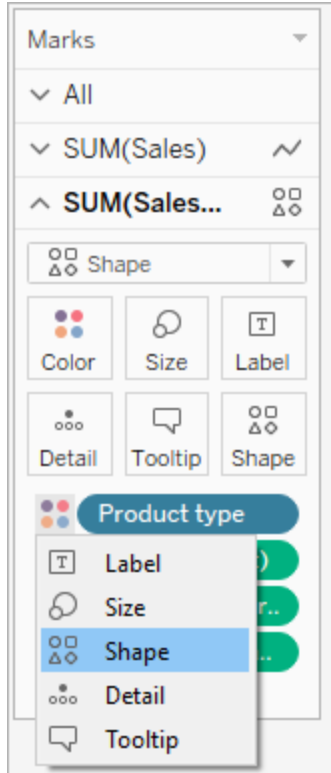 Marks
All
SUM(Sales)
SUM(Sales...
Shape
Color Size Label
T
Detail Tooltip Shape
Product type
T Label )
Size r..
Shape ..
Detail
Tooltip